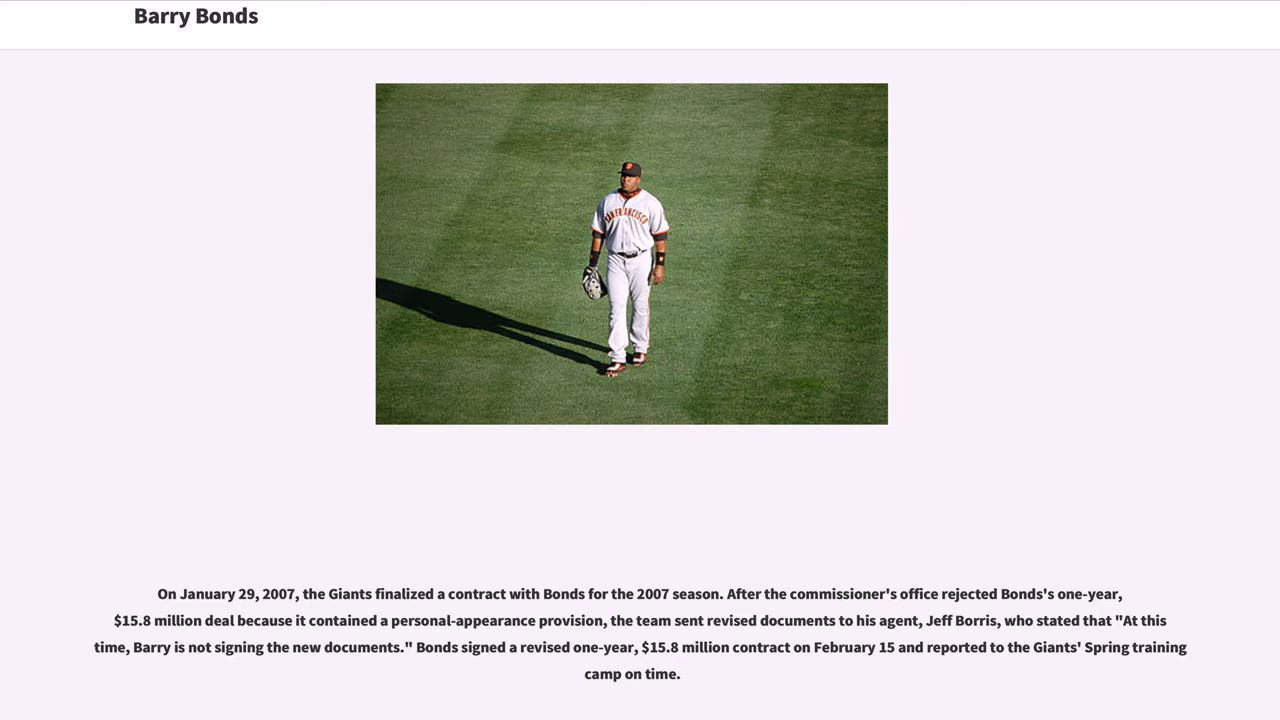 Barry Bonds
SAN FRANCISCO
On January 29, 2007, the Giants finalized a contract with Bonds for the 2007 season. After the commissioner's office rejected Bonds's one-year,
$15.8 million deal because it contained a personal-appearance provision, the team sent revised documents to his agent, Jeff Borris, who stated that "At this
time, Barry is not signing the new documents." Bonds signed a revised one-year, $15.8 million contract on February 15 and reported to the Giants' Spring training
camp on time.